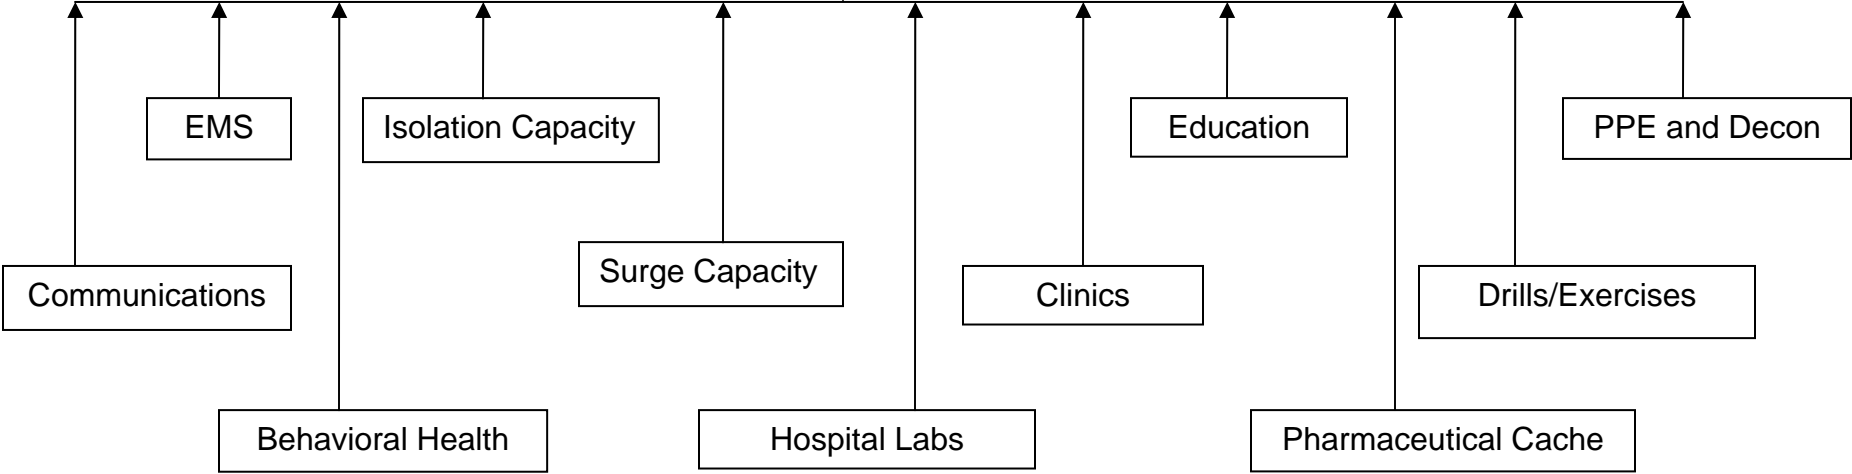 EMS
Isolation Capacity
Education
PPE and Decon
Surge Capacity
Communications
Clinics
Drills/Exercises
Behavioral Health
Hospital Labs
Pharmaceutical Cache